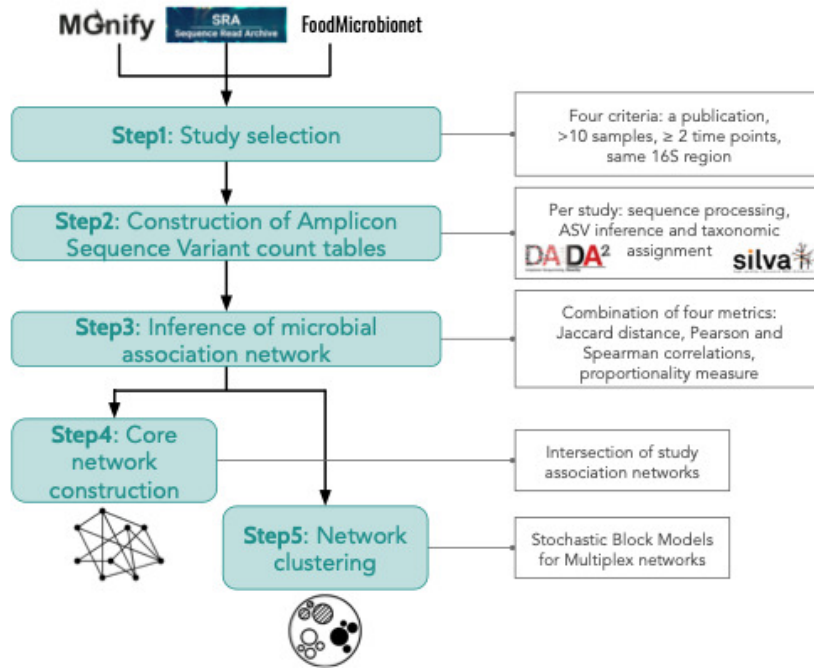 MGnify
SRA
Sequence Read Archive
FoodMicrobionet
Step1: Study selection
Four criteria: a publication,
>10 samples, ≥ 2 time points,
same 16S region
Step2: Construction of Amplicon
Sequence Variant count tables
Per study: sequence processing,
ASV inference and taxonomic
assignment
DADA2
silva
Step3: Inference of microbial
association network
Combination of four metrics:
Jaccard distance, Pearson and
Spearman correlations,
proportionality measure
Step4: Core
network
construction
Intersection of study
association networks
Step5: Network
clustering
Stochastic Block Models
for Multiplex networks